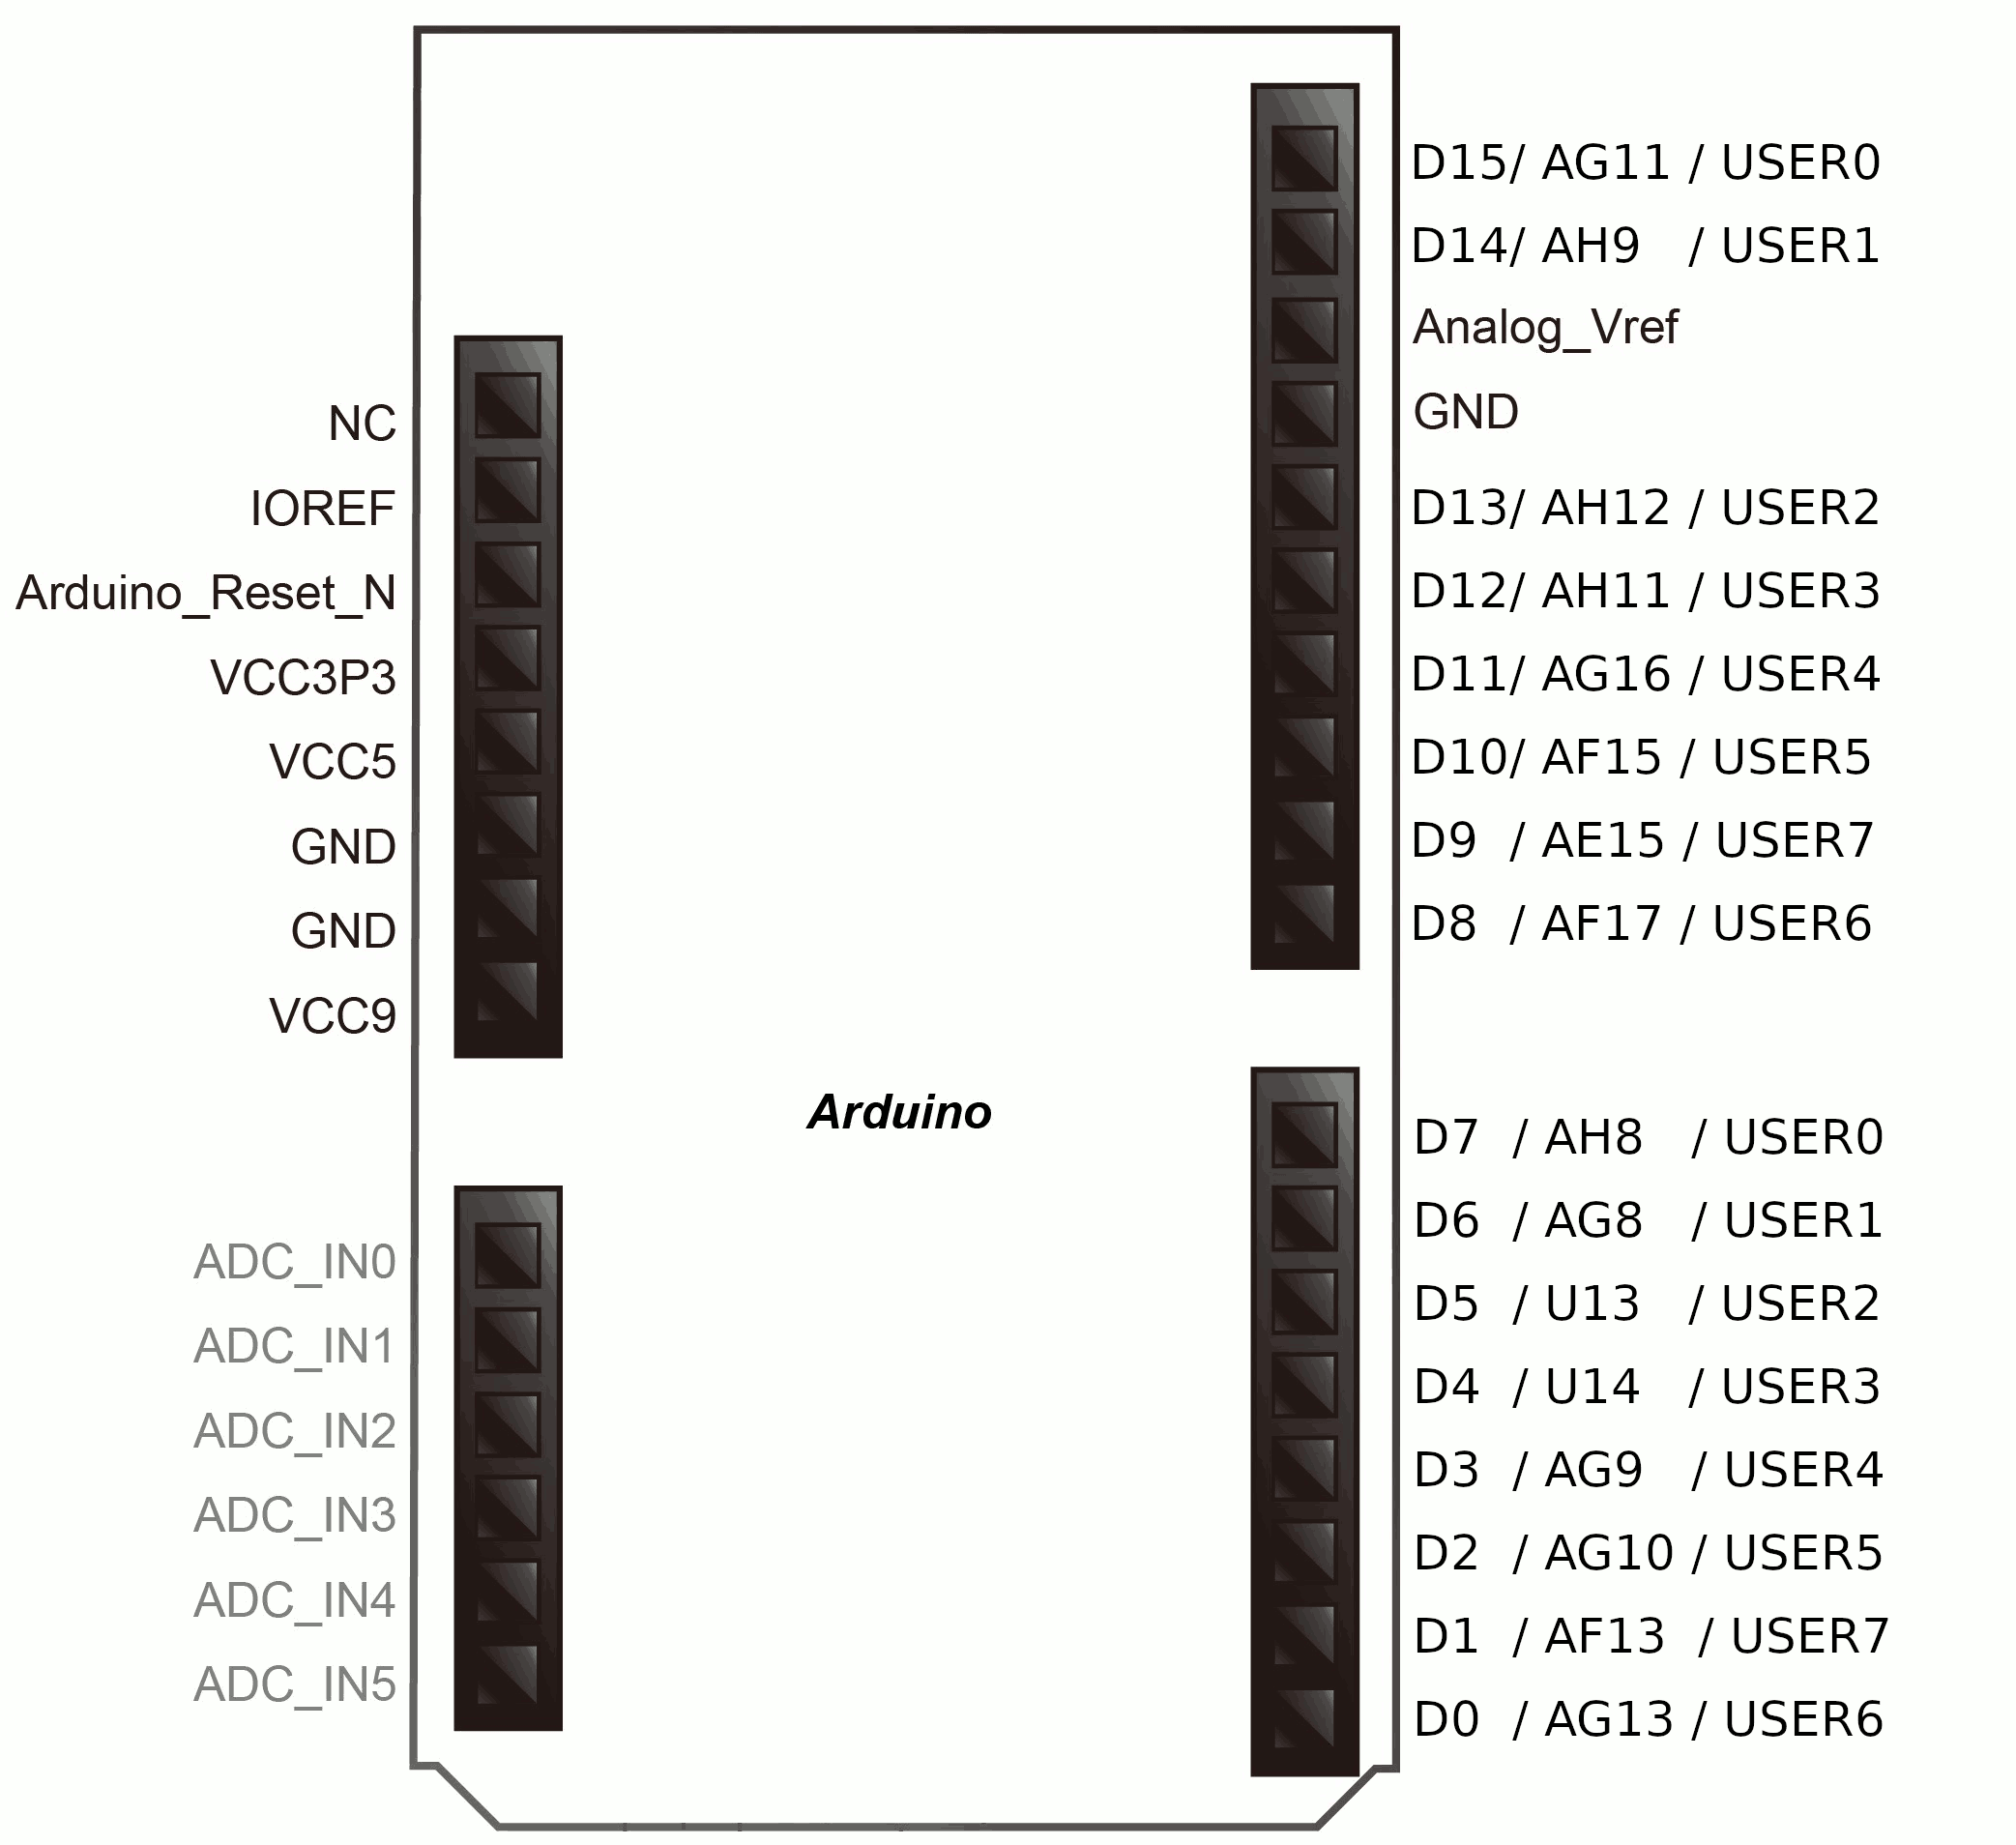 NC
IOREF
Arduino_Reset_N
VCC3P3
VCC5
GND
GND
VCC9
ADC_IN0
ADC_IN1
ADC_IN2
ADC_IN3
ADC_IN4
ADC_IN5
Arduino
D15/ AG11 / USER0
D14/ AH9 / USER1
Analog_Vref
GND
D13/ AH12 / USER2
D12/ AH11 / USER3
D11/ AG16 / USER4
D10/ AF15 / USER5
D9 / AE15 / USER7
D8 / AF17 / USER6
D7 / AH8 / USER0
D6 / AG8 / USER1
D5 / U13 / USER2
D4 / U14 / USER3
D3 / AG9 / USER4
D2 / AG10 / USER5
D1 / AF13 / USER7
D0 / AG13 / USER6